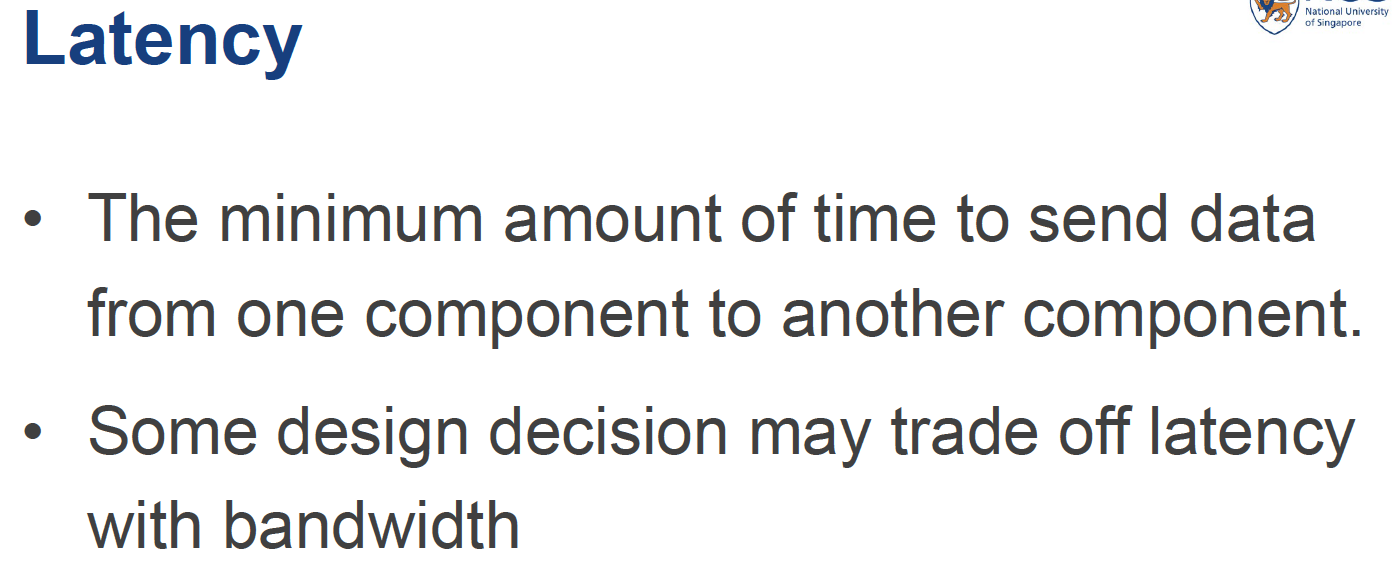 Latency
National University
of Singapore
• The minimum amount of time to send data
from one component to another component.
• Some design decision may trade off latency
with bandwidth